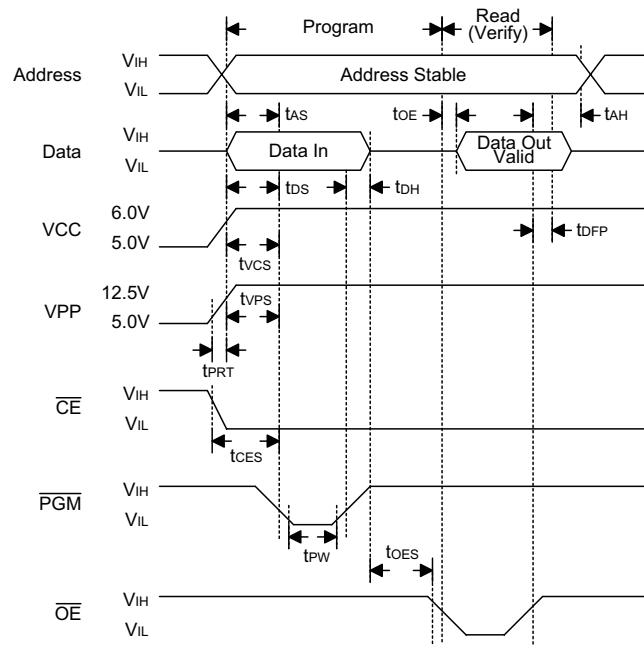 Program
Read
(Verify)
Address
VIH
VIL
Address Stable
tAS
tOE
tAH
Data
VIH
VIL
Data In
Data Out
Valid
tDS
tDH
VCC
6.0V
5.0V
tDFP
tVCS
VPP
12.5V
5.0V
tVPS
tPRT
CE
VIH
VIL
tCES
PGM
VIH
VIL
tPW
tOES
OE
VIH
VIL